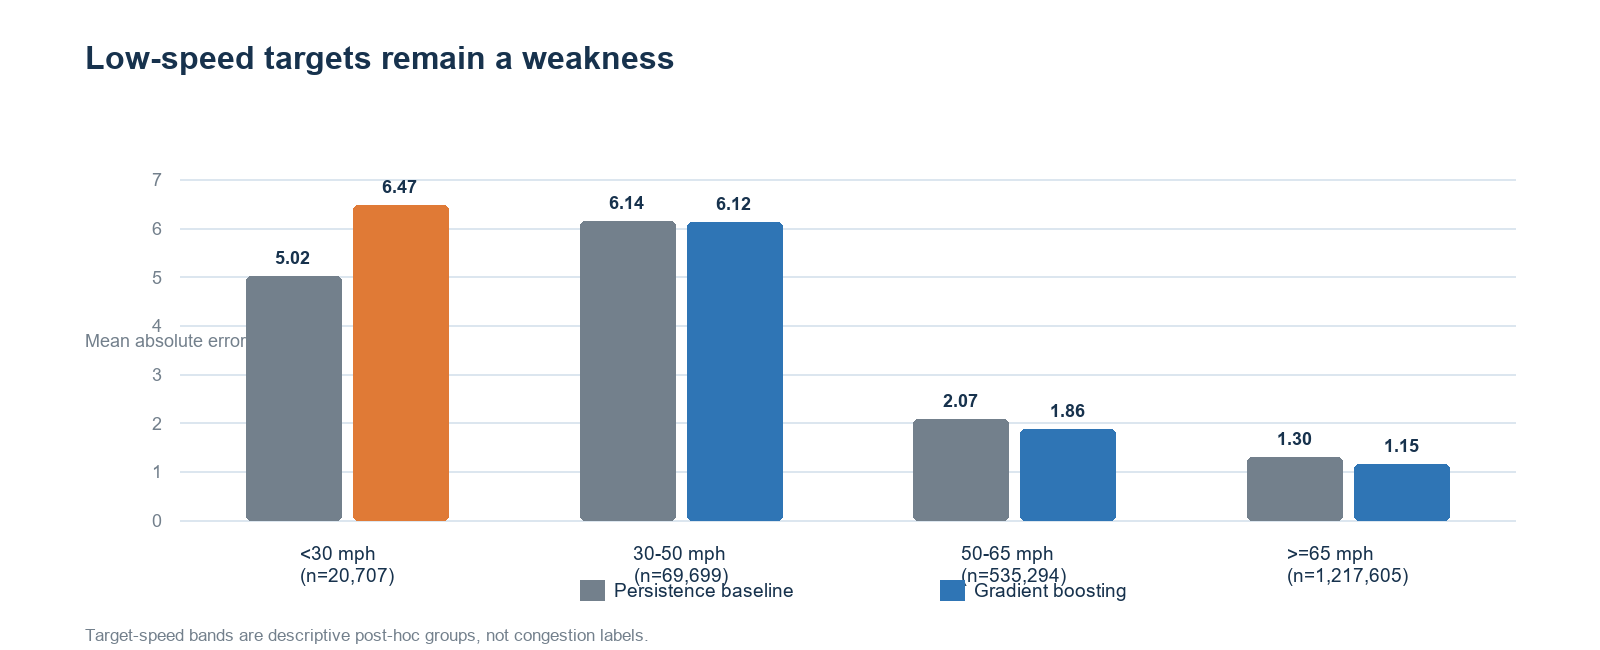 Low-speed targets remain a weakness
7
6
5
4
3
2
1
0
Mean absolute error
5.02
6.47
6.14
6.12
2.07
1.86
1.30
1.15
<30 mph
(n=20,707)
30-50 mph
(n=69,699)
50-65 mph
(n=535,294)
>=65 mph
(n=1,217,605)
Persistence baseline
Gradient boosting
Target-speed bands are descriptive post-hoc groups, not congestion labels.